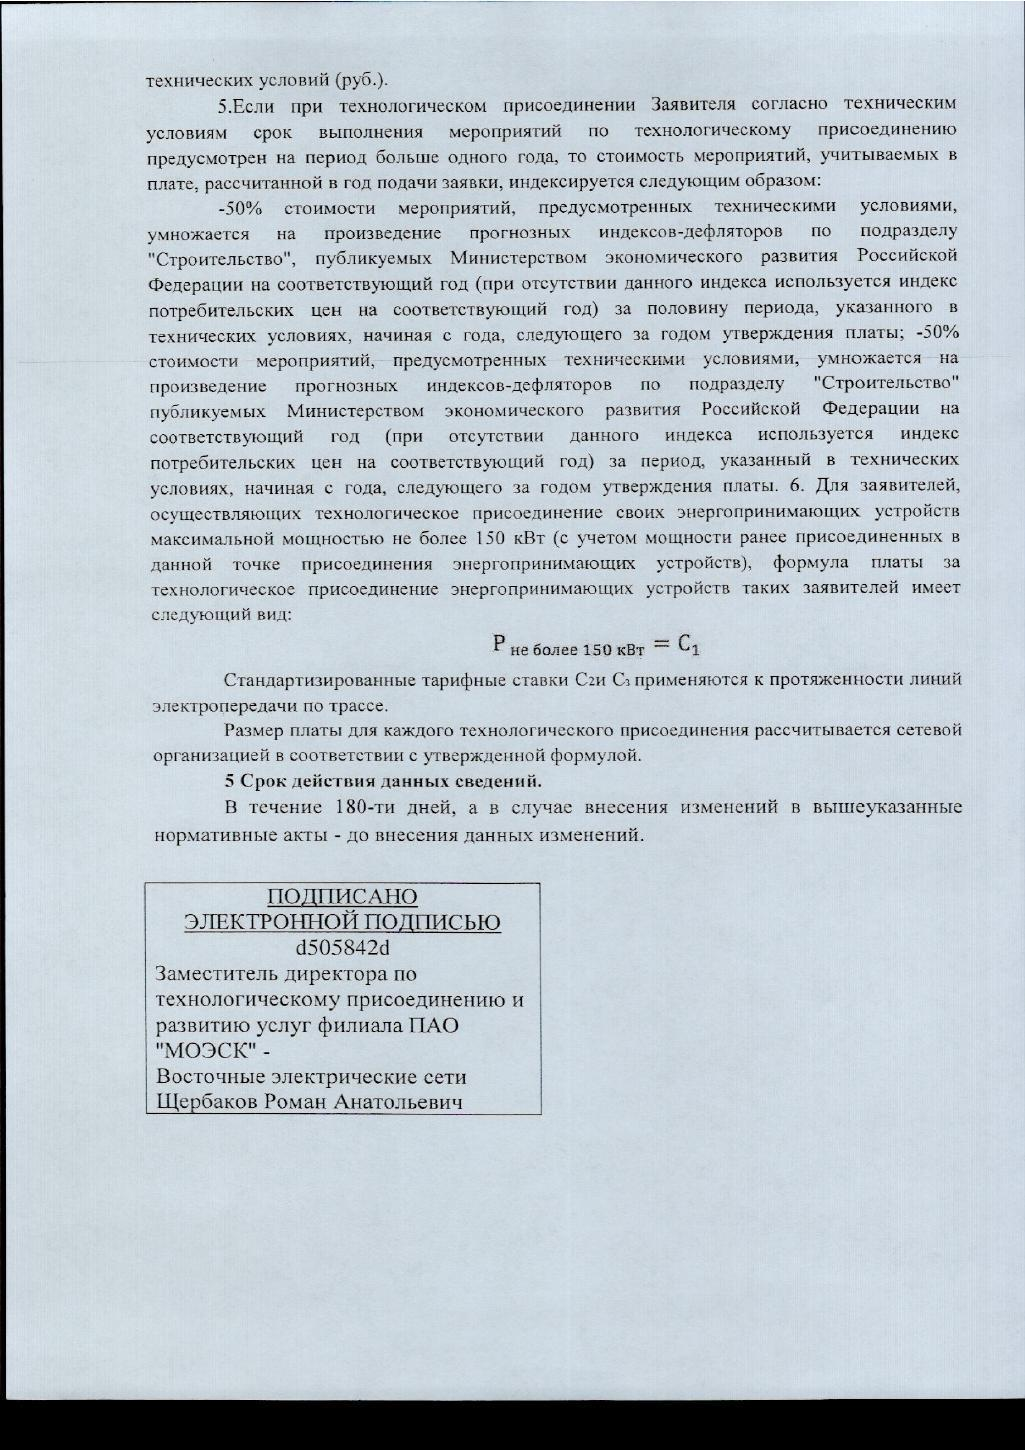 технических условий (руб.).
5.Если при технологическом присоединении Заявителя согласно техническим
условиям срок выполнения мероприятий по технологическому присоединению
предусмотрен на период больше одного года, то стоимость мероприятий, учитываемых в
плате, рассчитанной в год подачи заявки, индексируется следующим образом:
-50% стоимости мероприятий, предусмотренных техническими условиями,
умножается на произведение прогнозных индексов-дефляторов по подразделу
"Строительство", публикуемых Министерством экономического развития Российской
Федерации на соответствующий год (при отсутствии данного индекса используется индекс
потребительских цен на соответствующий год) за половину периода, указанного в
технических условиях, начиная с года, следующего за годом утверждения платы; -50%
стоимости мероприятий, предусмотренных техническими условиями, умножается на
произведение прогнозных индексов-дефляторов по подразделу "Строительство"
публикуемых Министерством экономического развития Российской Федерации на
соответствующий год (при отсутствии данного индекса используется индекс
потребительских цен на соответствующий год) за период, указанный в технических
условиях, начиная с года, следующего за годом утверждения платы. 6. Для заявителей,
осуществляющих технологическое присоединение своих энергопринимающих устройств
максимальной мощностью не более 150 кВт (с учетом мощности ранее присоединенных в
данной точке присоединения энергопринимающих устройств), формула платы за
технологическое присоединение энергопринимающих устройств таких заявителей имеет
следующий вид:
P не более 150 кВт = C1
Стандартизированные тарифные ставки С2и С3 применяются к протяженности линий
электропередачи по трассе.
Размер платы для каждого технологического присоединения рассчитывается сетевой
организацией в соответствии с утвержденной формулой.
5 Срок действия данных сведений.
В течение 180-ти дней, а в случае внесения изменений в вышеуказанные
нормативные акты - до внесения данных изменений.
ПОДПИСАНО
ЭЛЕКТРОННОЙ ПОДПИСЬЮ
d505842d
Заместитель директора по
технологическому присоединению и
развитию услуг филиала ПАО
"МОЭСК" -
Восточные электрические сети
Щербаков Роман Анатольевич